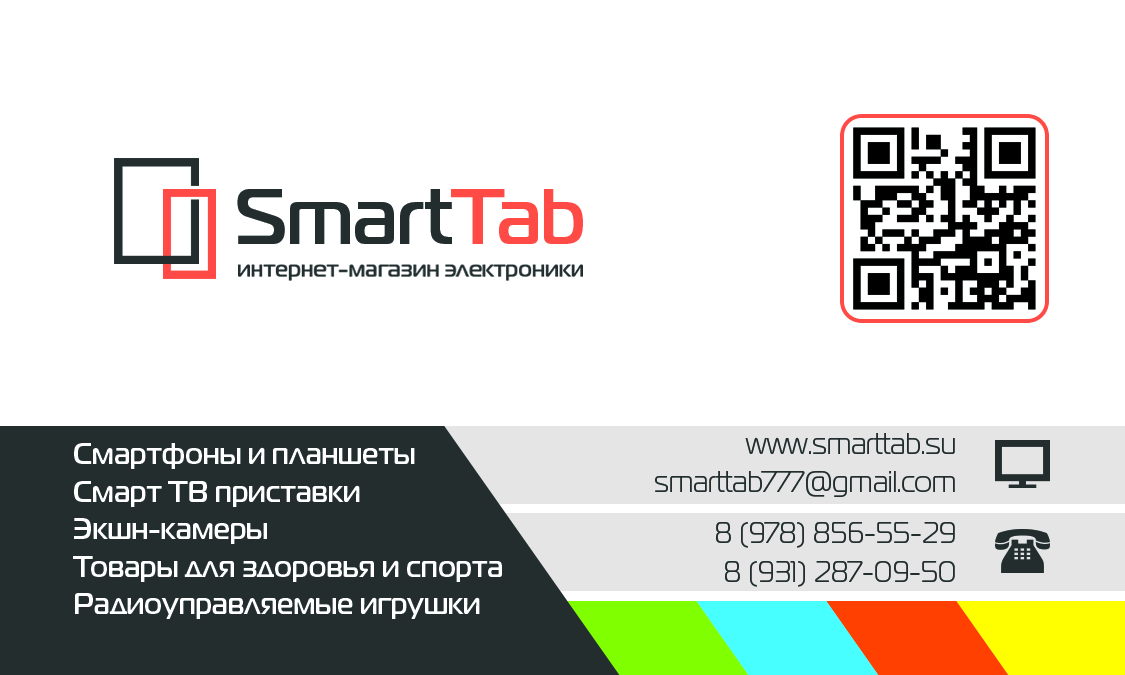 SmartTab
интернет-магазин электроники
Смартфоны и планшеты
Смарт ТВ приставки
Экшн-камеры
Товары для здоровья и спорта
Радиоуправляемые игрушки
www.smarttab.su
smarttab777@gmail.com
8 (978) 856-55-29
8 (931) 287-09-50